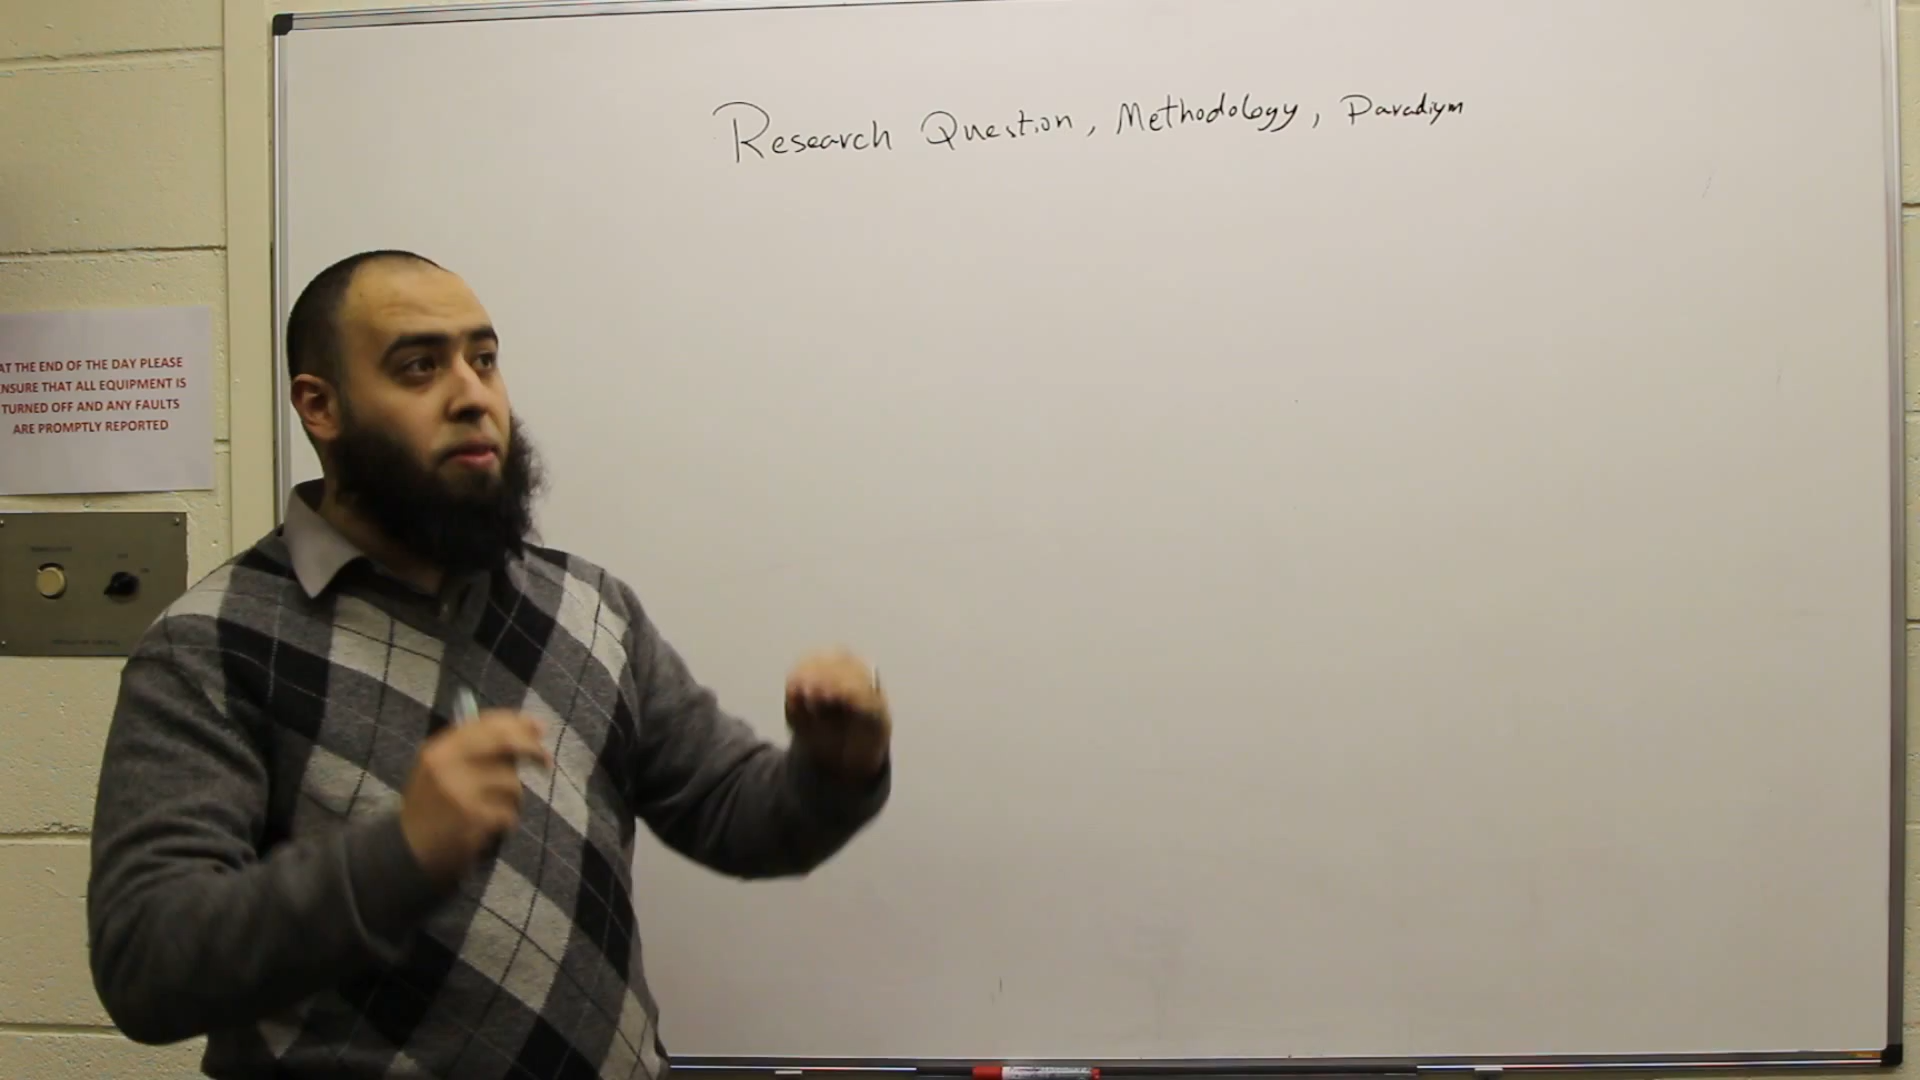 Research Question, Methodology, Paradigm
AT THE END OF THE DAY PLEASE
ENSURE THAT ALL EQUIPMENT IS
TURNED OFF AND ANY FAULTS
ARE PROMPTLY REPORTED